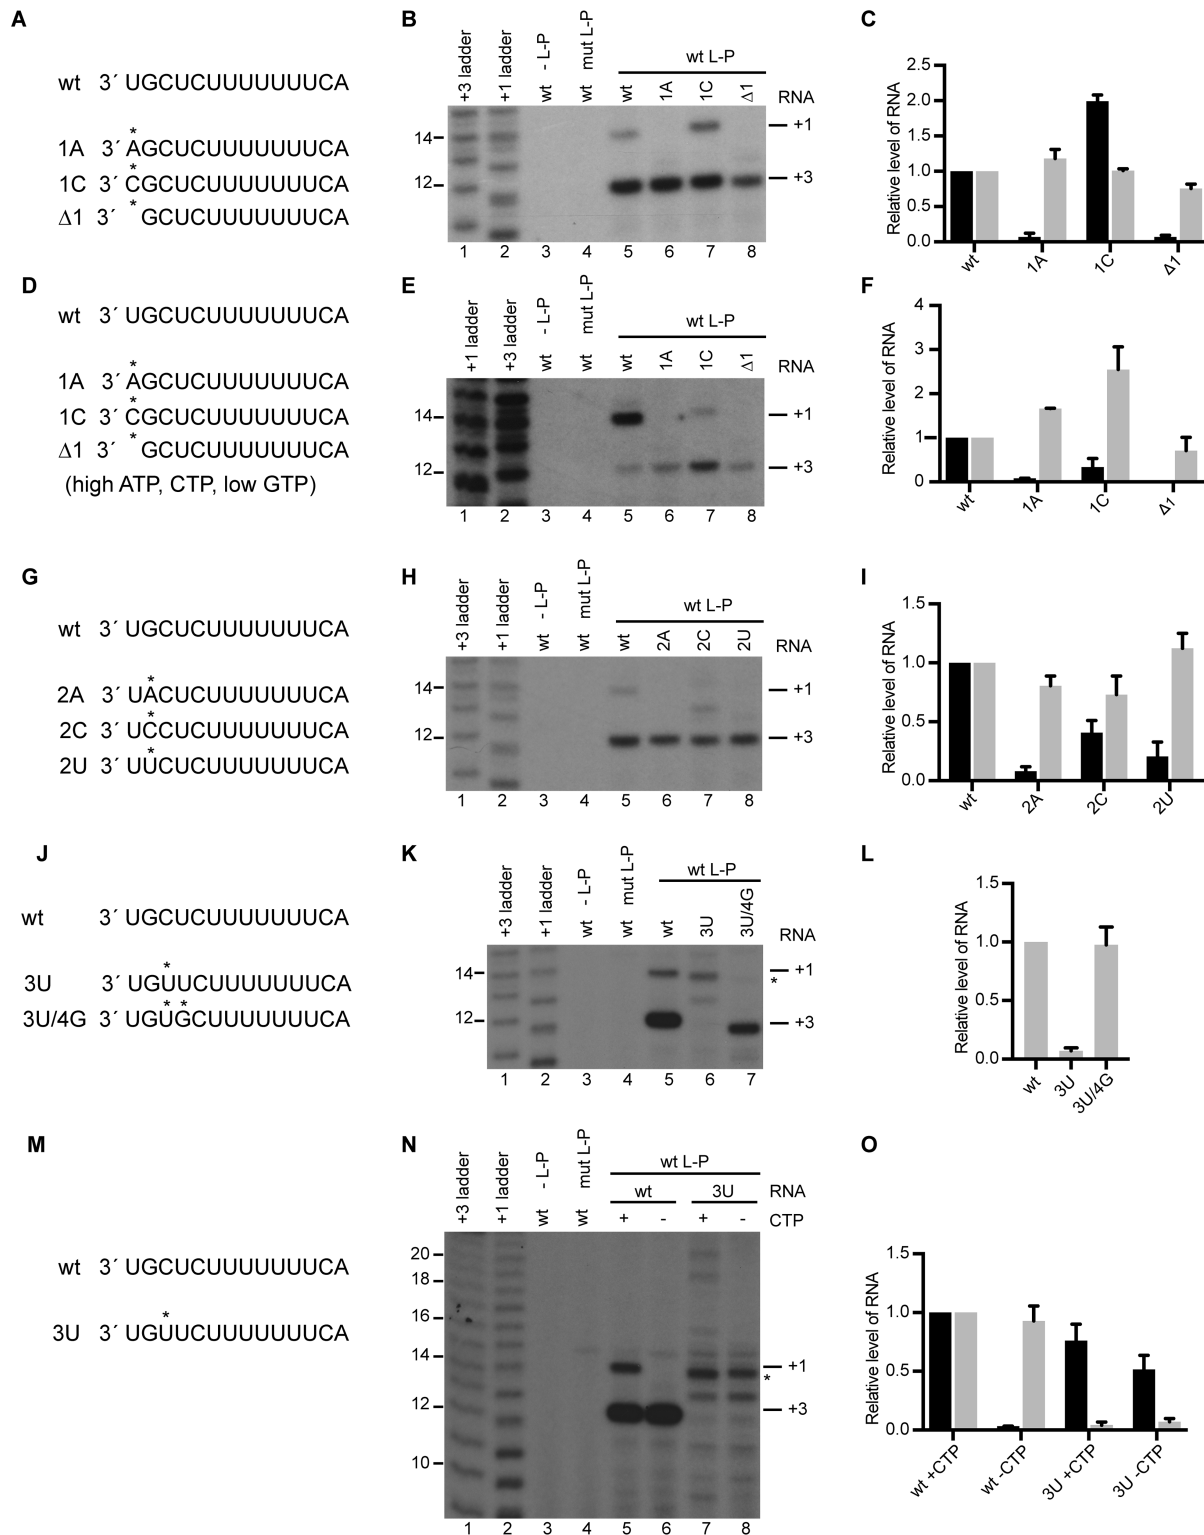 A
wt 3´ UGCUCUUUUUUUCA
*
1A 3´ AGCUCUUUUUUUCA
*
1C 3´ CGCUCUUUUUUUCA
*
Δ1 3´ GCUCUUUUUUUCA
B
+3 ladder
+1 ladder
wt - L-P
wt mut L-P
wt L-P
wt 1A 1C Δ1 RNA
14
12
+1
+3
1 2 3 4 5 6 7 8
C
Relative level of RNA
2.5
2.0
1.5
1.0
0.5
0.0
wt 1A 1C Δ1
D
wt 3´ UGCUCUUUUUUUCA
*
1A 3´ AGCUCUUUUUUUCA
*
1C 3´ CGCUCUUUUUUUCA
*
Δ1 3´ GCUCUUUUUUUCA
(high ATP, CTP, low GTP)
E
+1 ladder
+3 ladder
wt - L-P
wt mut L-P
wt L-P
wt 1A 1C Δ1 RNA
14
12
+1
+3
1 2 3 4 5 6 7 8
F
Relative level of RNA
4
3
2
1
0
wt 1A 1C Δ1
G
wt 3´ UGCUCUUUUUUUCA
*
2A 3´ UACUCUUUUUUUCA
*
2C 3´ UCCUCUUUUUUUCA
*
2U 3´ UUCUCUUUUUUUCA
H
+3 ladder
+1 ladder
wt - L-P
wt mut L-P
wt L-P
wt 2A 2C 2U RNA
14
12
+1
+3
1 2 3 4 5 6 7 8
I
Relative level of RNA
1.5
1.0
0.5
0.0
wt 2A 2C 2U
J
wt 3´ UGCUCUUUUUUUCA
*
3U 3´ UGUUCUUUUUUUCA
* *
3U/4G 3´ UGUGCUUUUUUUCA
K
+3 ladder
+1 ladder
wt - L-P
wt mut L-P
wt L-P
wt 3U 3U/4G RNA
14
12
+1
*
+3
1 2 3 4 5 6 7
L
Relative level of RNA
1.5
1.0
0.5
0.0
wt 3U 3U/4G
M
wt 3´ UGCUCUUUUUUUCA
*
3U 3´ UGUUCUUUUUUUCA
N
+3 ladder
+1 ladder
wt - L-P
wt mut L-P
wt L-P
wt 3U RNA
+ - + - CTP
20
18
16
14
12
10
+1
*
+3
1 2 3 4 5 6 7 8
O
Relative level of RNA
1.5
1.0
0.5
0.0
wt +CTP wt -CTP 3U +CTP 3U -CTP